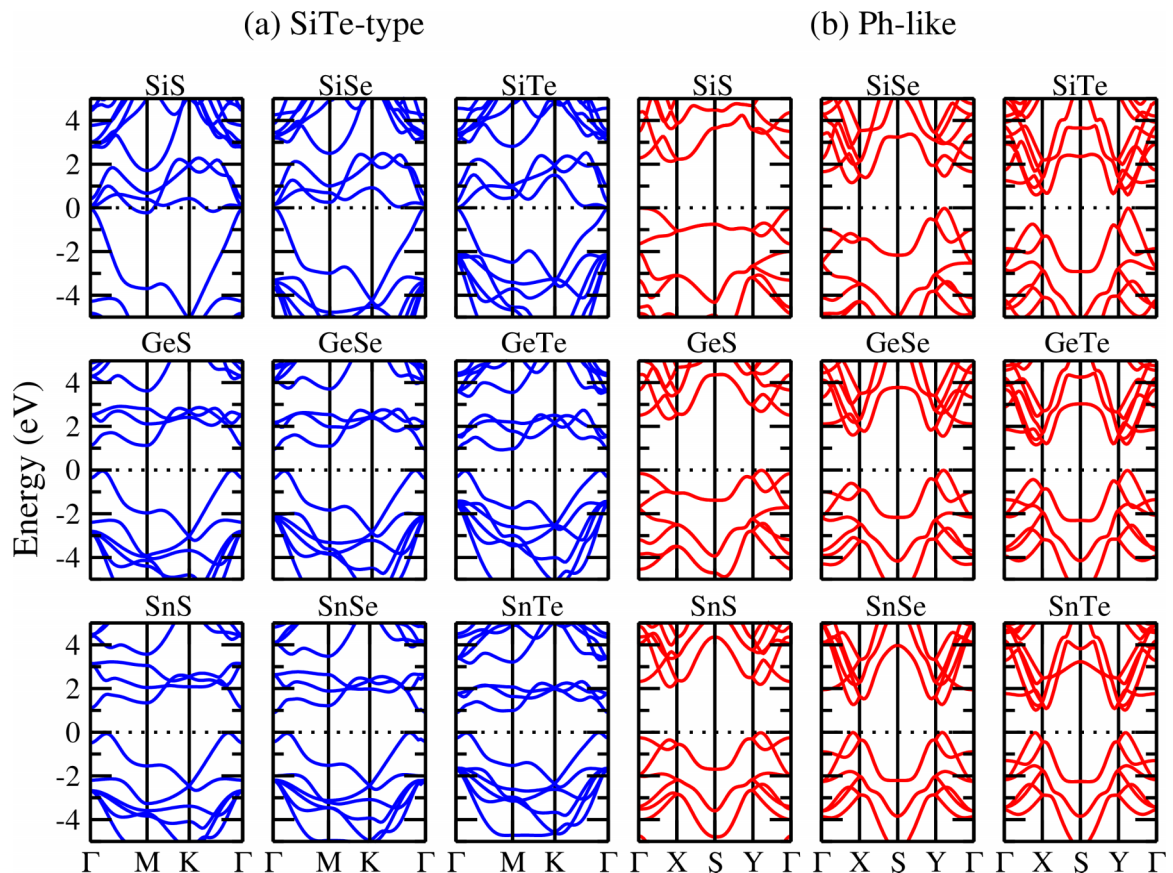 (a) SiTe-type (b) Ph-like
SiS SiSe SiTe SiS SiSe SiTe
4
2
0
-2
-4
GeS GeSe GeTe GeS GeSe GeTe
4
2
0
-2
-4
Energy (eV)
SnS SnSe SnTe SnS SnSe SnTe
4
2
0
-2
-4
Γ M K Γ Γ M K Γ Γ M K Γ Γ X S Y Γ Γ X S Y Γ Γ X S Y Γ